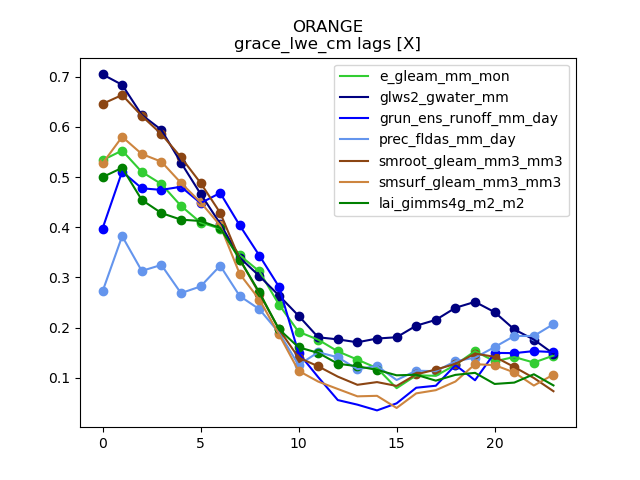 ORANGE
grace_lwe_cm lags [X]
e_gleam_mm_mon
glws2_gwater_mm
grun_ens_runoff_mm_day
prec_fldas_mm_day
smroot_gleam_mm3_mm3
smsurf_gleam_mm3_mm3
lai_gimms4g_m2_m2
0.7
0.6
0.5
0.4
0.3
0.2
0.1
0 5 10 15 20